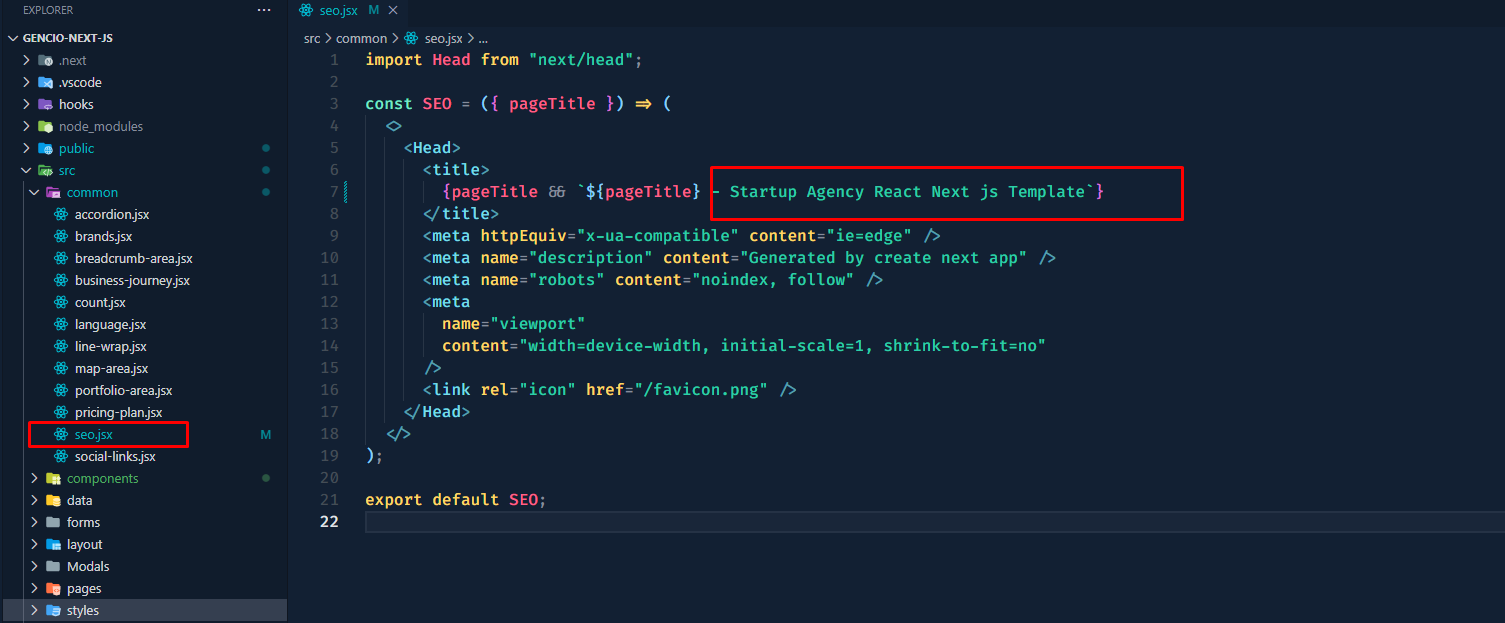 EXPLORER ...
GENCIO-NEXT-JS
.next
.vscode
hooks
node_modules
public
src
common
accordion.jsx
brands.jsx
breadcrumb-area.jsx
business-journey.jsx
count.jsx
language.jsx
line-wrap.jsx
map-area.jsx
portfolio-area.jsx
pricing-plan.jsx
seo.jsx M
social-links.jsx
components
data
forms
layout
Modals
pages
styles
seo.jsx M
src > common > seo.jsx > ...
1 import Head from "next/head";
2
3 const SEO = ({ pageTitle }) => (
4 <>
5 <Head>
6 <title>
7 {pageTitle && `${pageTitle} - Startup Agency React Next js Template`}
8 </title>
9 <meta httpEquiv="x-ua-compatible" content="ie=edge" />
10 <meta name="description" content="Generated by create next app" />
11 <meta name="robots" content="noindex, follow" />
12 <meta
13 name="viewport"
14 content="width=device-width, initial-scale=1, shrink-to-fit=no"
15 />
16 <link rel="icon" href="/favicon.png" />
17 </Head>
18 </>
19 );
20
21 export default SEO;
22